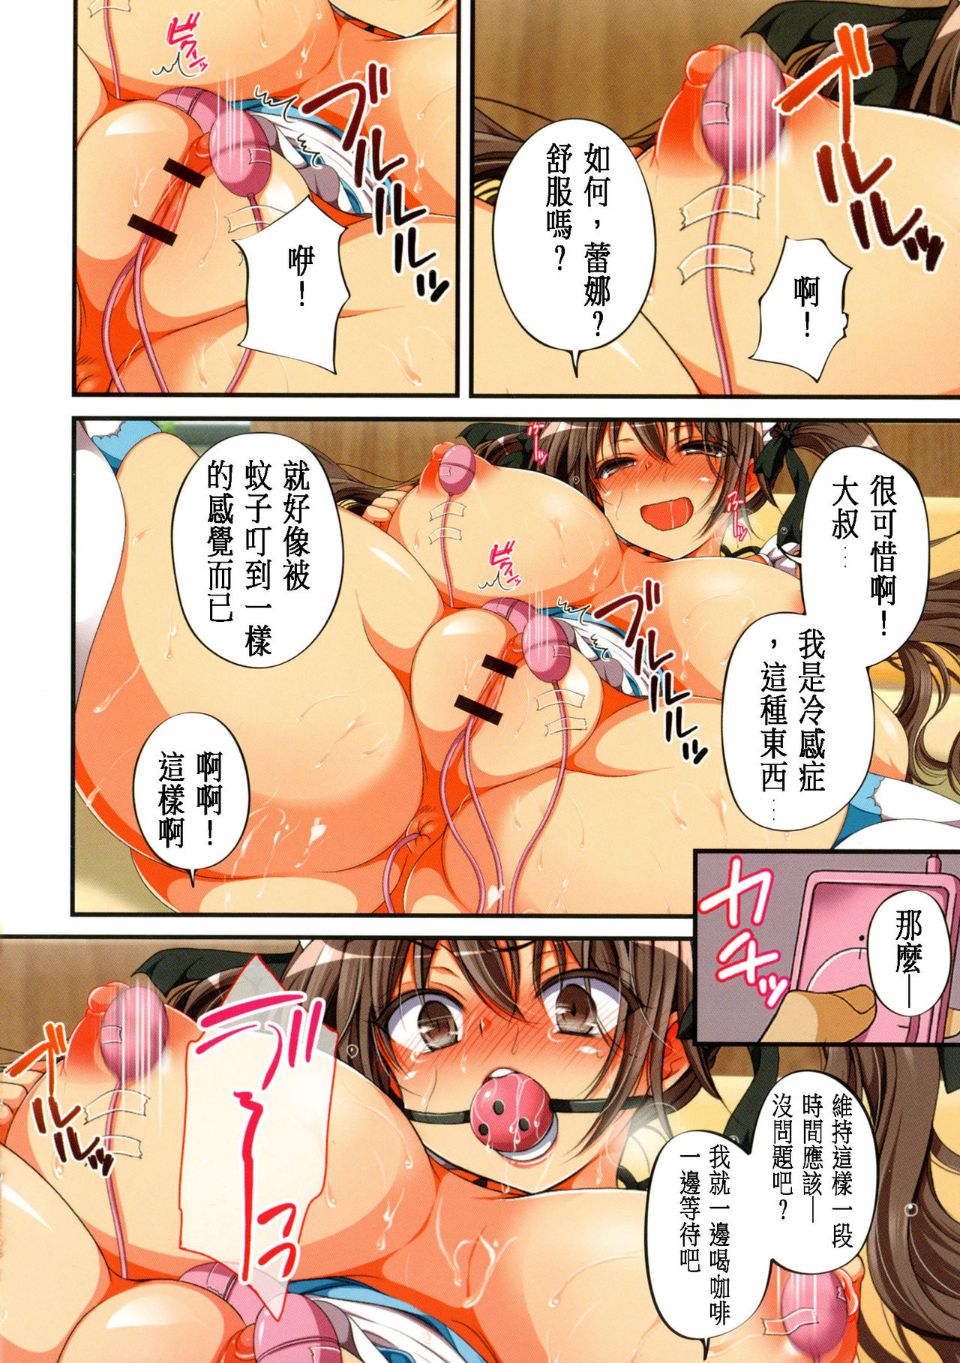 如何，蕾娜？
舒服嗎？
啊！
ブルルルッ
ビクイッ
咿！
ブルルルッ
很可惜啊！
大叔…
我是冷感症
，這種東西…
就好像被
蚊子叮到一樣
的感覺而已
ブルルルッ
啊啊！
這樣啊
那麼—
カチッ
維持這樣一段
時間應該—
沒問題吧？
我就一邊喝咖啡
一邊等待吧
ブルルルッ